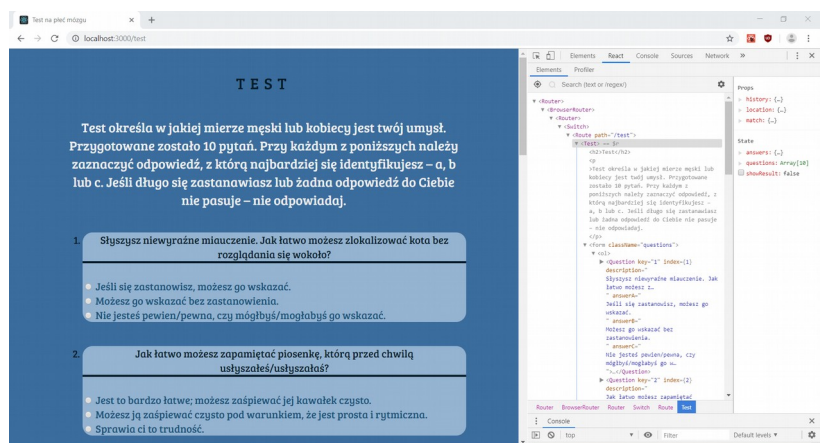 Test na płeć mózgu
localhost:3000/test
TEST
Test określa w jakiej mierze męski lub kobiecy jest twój umysł.
Przygotowane zostało 10 pytań. Przy każdym z poniższych należy
zaznaczyć odpowiedź, z którą najbardziej się identyfikujesz – a, b
lub c. Jeśli długo się zastanawiasz lub żadna odpowiedź do Ciebie
nie pasuje – nie odpowiadaj.
1. Słyszysz niewyraźne miauczenie. Jak łatwo możesz zlokalizować kota bez
rozglądania się wokoło?
Jeśli się zastanowisz, możesz go wskazać.
Możesz go wskazać bez zastanowienia.
Nie jesteś pewien/pewna, czy mógłbyś/mogłabyś go wskazać.
2. Jak łatwo możesz zapamiętać piosenkę, którą przed chwilą
usłyszałeś/usłyszałaś?
Jest to bardzo łatwe; możesz zaśpiewać jej kawałek czysto.
Możesz ją zaśpiewać czysto pod warunkiem, że jest prosta i rytmiczna.
Sprawia ci to trudność.
Elements React Console Sources Network »
Elements Profiler
Search (text or /regex/)
<Router>
<BrowserRouter>
<Router>
<Switch>
<Route path="/test">
<Test> == $r
<h2>Test</h2>
<p
>Test określa w jakiej mierze męski lub
kobiecy jest twój umysł. Przygotowane
zostało 10 pytań. Przy każdym z
poniższych należy zaznaczyć odpowiedź, z
którą najbardziej się identyfikujesz –
a, b lub c. Jeśli długo się zastanawiasz
lub żadna odpowiedź do Ciebie nie pasuje
– nie odpowiadaj.
</p>
<form className="questions">
<ol>
<Question key="1" index={1}
description="
Słyszysz niewyraźne miauczenie. Jak
łatwo możesz z…
" answerA="
Jeśli się zastanowisz, możesz go
wskazać.
" answerB="
Możesz go wskazać bez
zastanowienia.
" answerC="
Nie jesteś pewien/pewna, czy
mógłbyś/mogłabyś go w…
">…</Question>
<Question key="2" index={2}
description="
Jak łatwo możesz zapamiętać
Router BrowserRouter Router Switch Route Test
Props
history: {…}
location: {…}
match: {…}
State
answers: {…}
questions: Array[10]
showResult: false
Console
top Filter Default levels